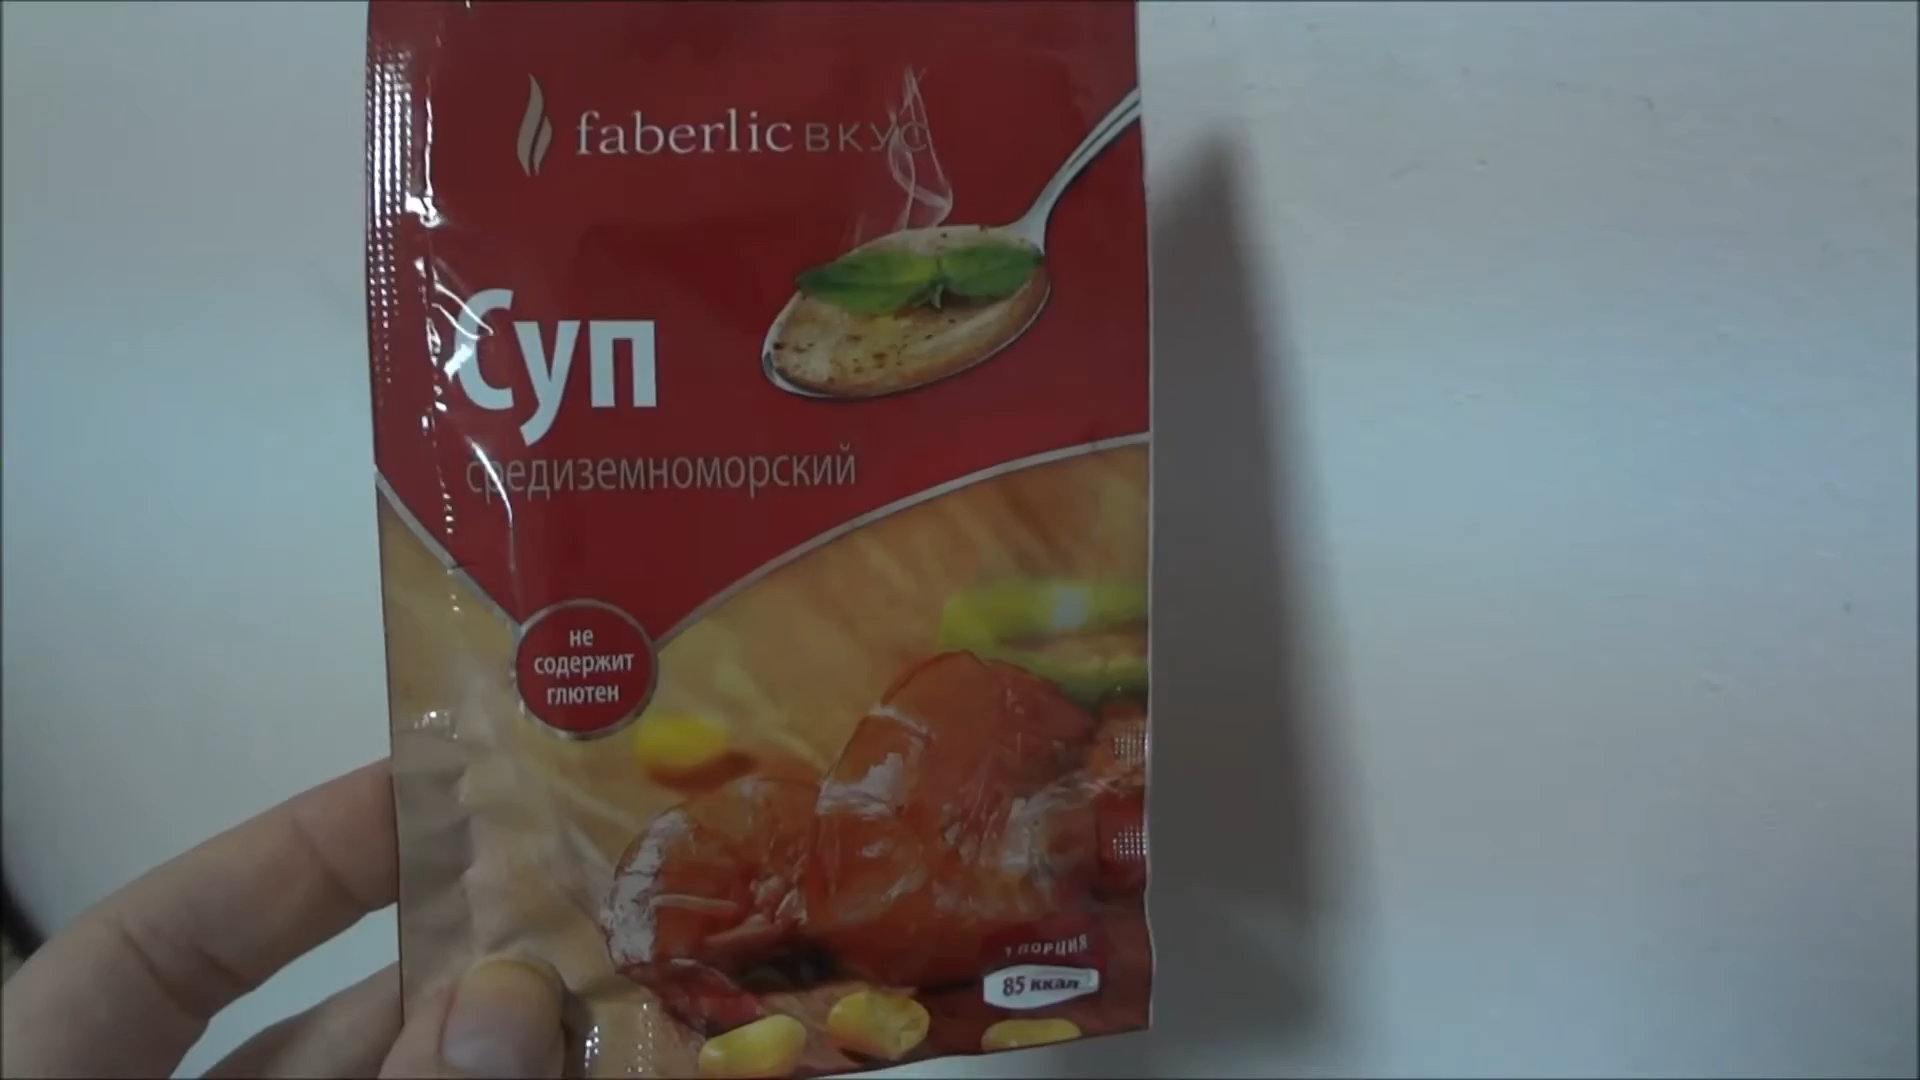 faberlic ВКУС
Суп
средиземноморский
не
содержит
глютен
1 ПОРЦИЯ
85 ккал